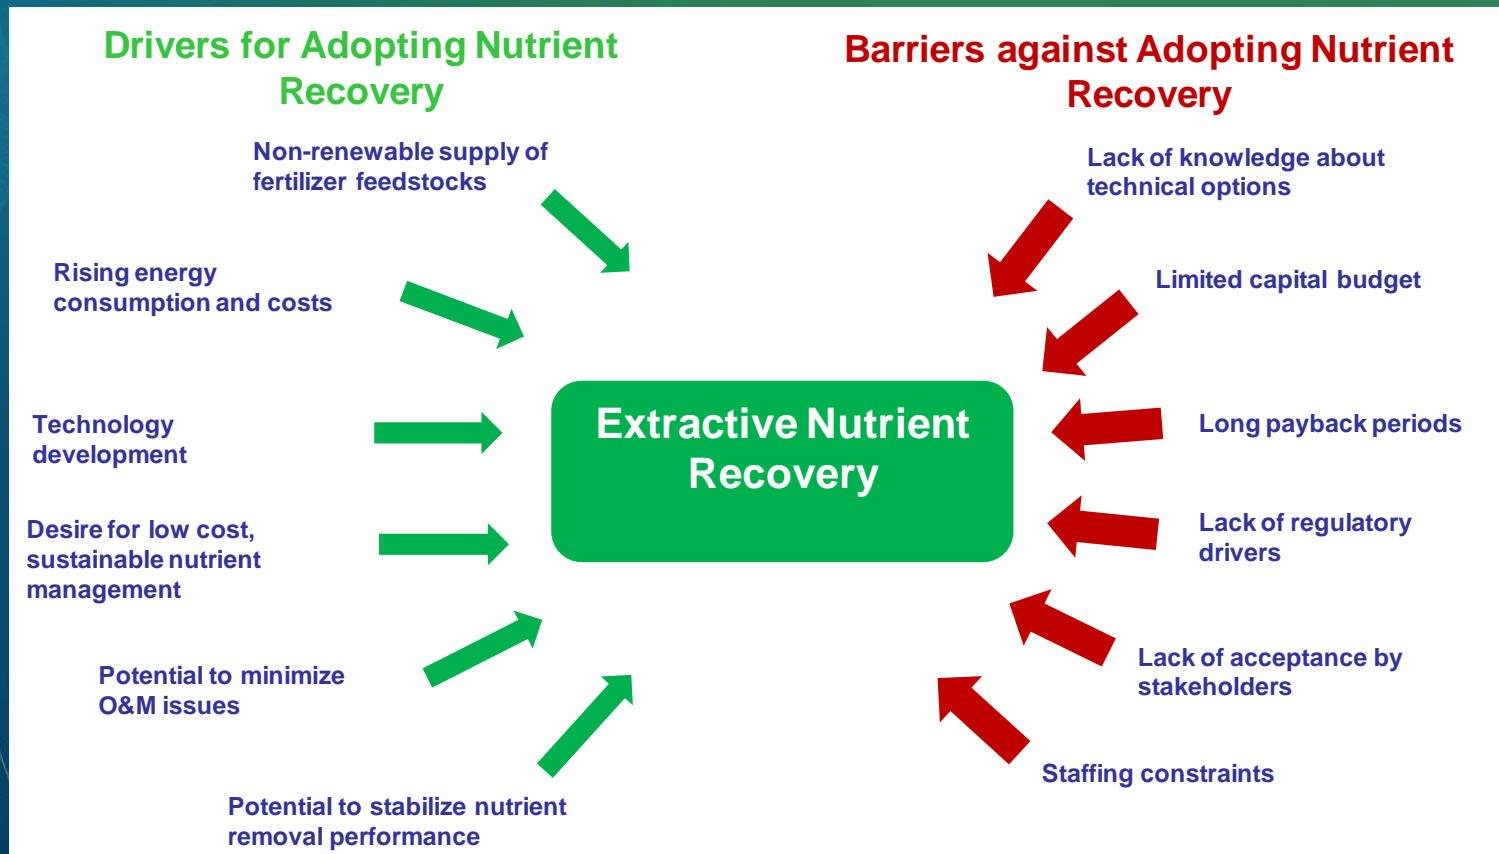 Drivers for Adopting Nutrient
Recovery
Barriers against Adopting Nutrient
Recovery
Non-renewable supply of
fertilizer feedstocks
Rising energy
consumption and costs
Technology
development
Desire for low cost,
sustainable nutrient
management
Potential to minimize
O&M issues
Potential to stabilize nutrient
removal performance
Extractive Nutrient
Recovery
Lack of knowledge about
technical options
Limited capital budget
Long payback periods
Lack of regulatory
drivers
Lack of acceptance by
stakeholders
Staffing constraints